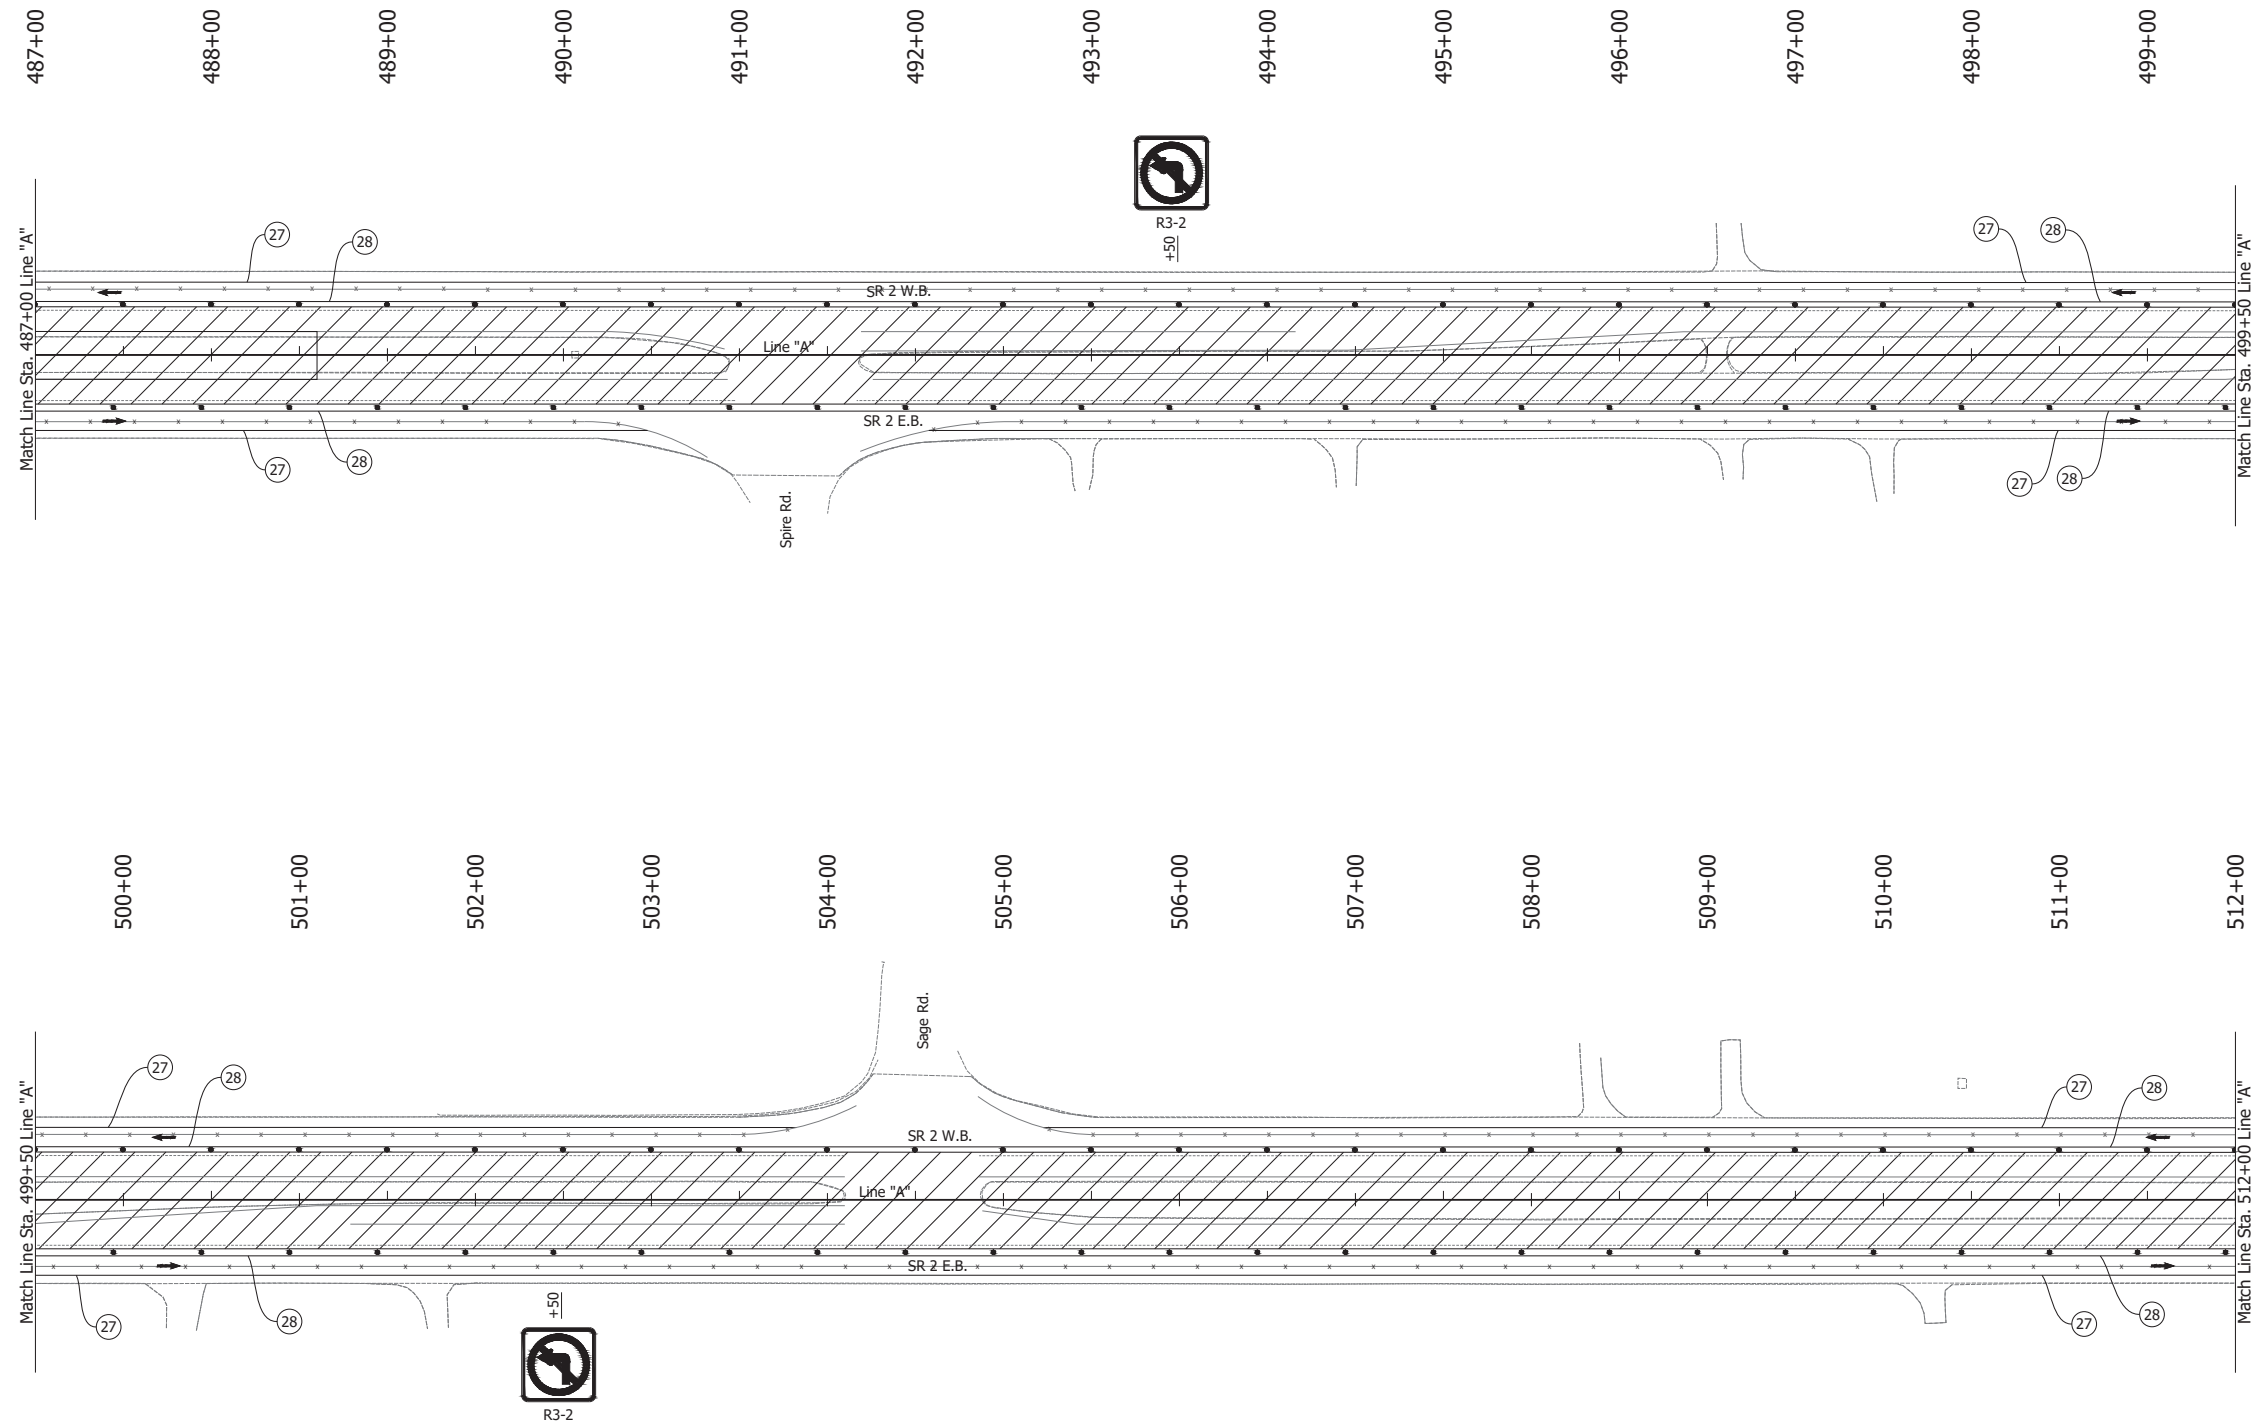 487+00 488+00 489+00 490+00 491+00 492+00 493+00 494+00 495+00 496+00 497+00 498+00 499+00
R3-2
+50
27
28
27
28
Match Line Sta. 487+00 Line "A"
SR 2 W.B.
Line "A"
SR 2 E.B.
Match Line Sta. 499+50 Line "A"
27
28
27
28
Spire Rd.
500+00 501+00 502+00 503+00 504+00 505+00 506+00 507+00 508+00 509+00 510+00 511+00 512+00
Sage Rd.
27
28
27
28
Match Line Sta. 499+50 Line "A"
SR 2 W.B.
Line "A"
SR 2 E.B.
Match Line Sta. 512+00 Line "A"
27
28
27
28
+50
R3-2